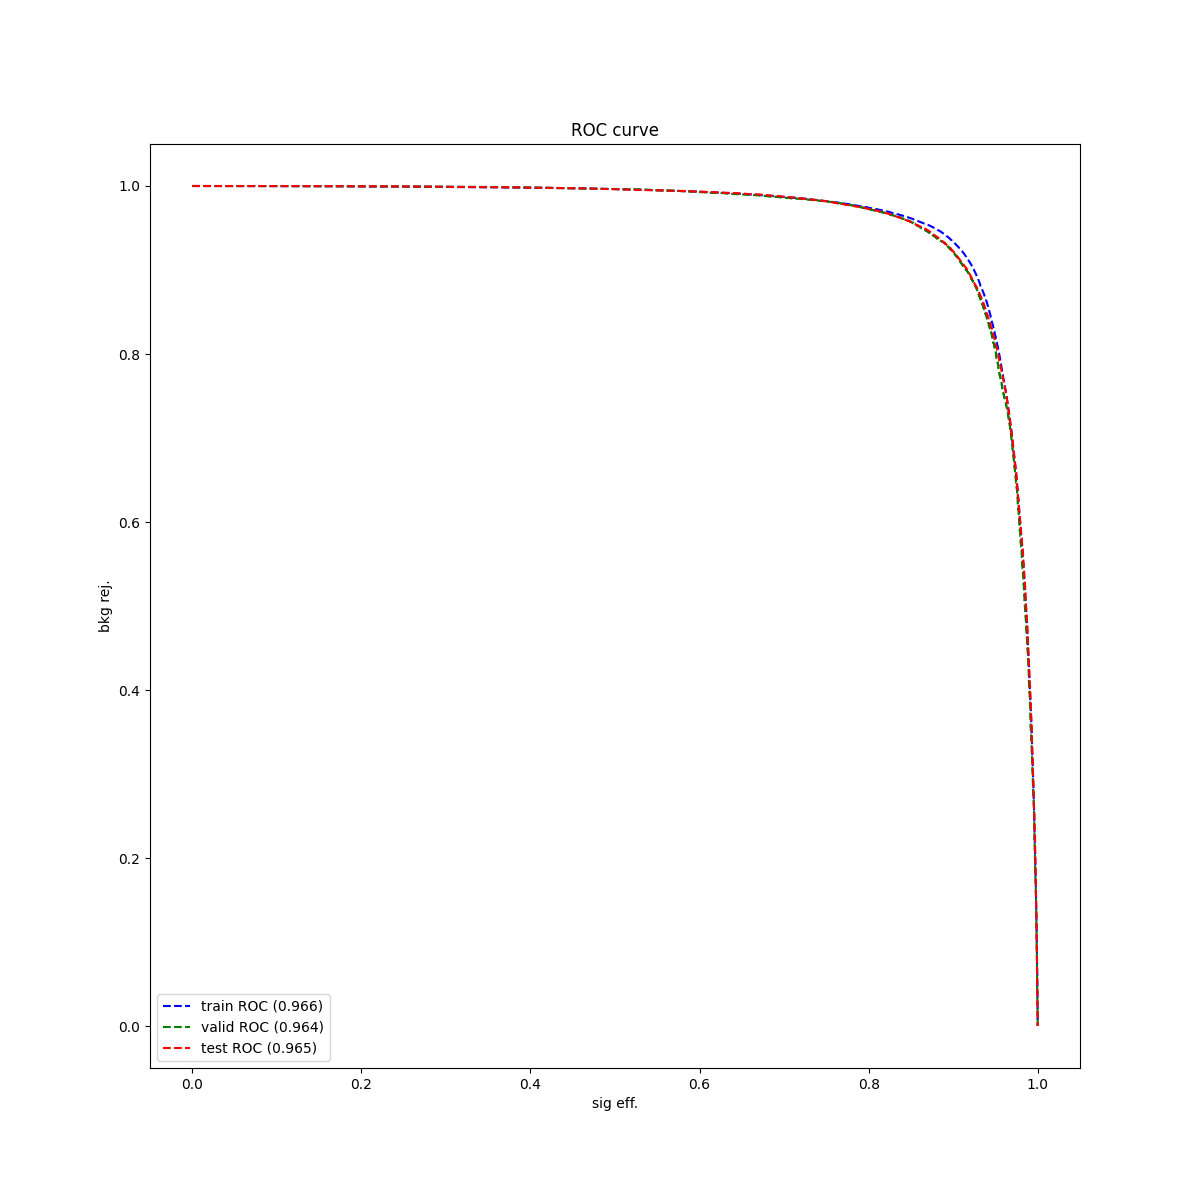 ROC curve
1.0
0.8
0.6
0.4
0.2
0.0
bkg rej.
train ROC (0.966)
valid ROC (0.964)
test ROC (0.965)
0.0 0.2 0.4 0.6 0.8 1.0
sig eff.